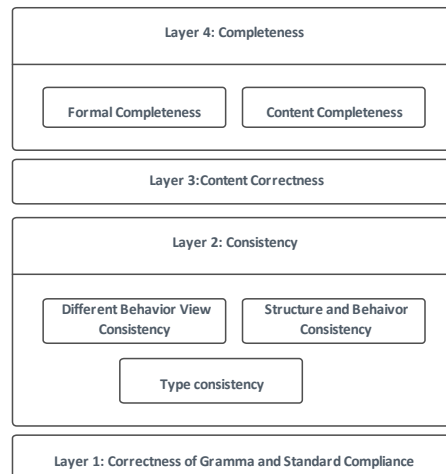 Layer 4: Completeness
Formal Completeness
Content Completeness
Layer 3:Content Correctness
Layer 2: Consistency
Different Behavior View
Consistency
Structure and Behaivor
Consistency
Type consistency
Layer 1: Correctness of Gramma and Standard Compliance